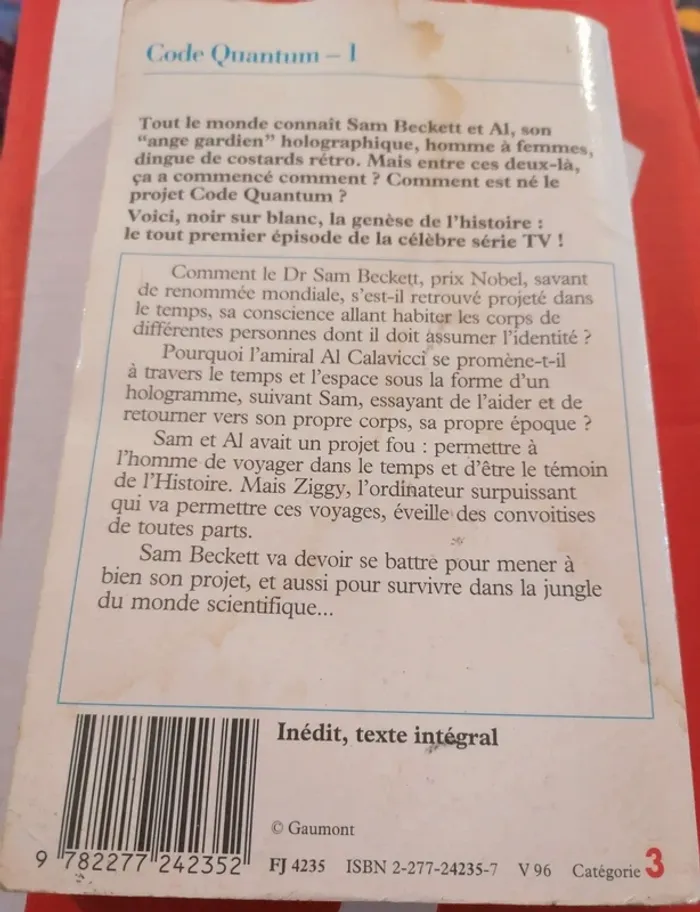 Code Quantum – 1
Tout le monde connaît Sam Beckett et Al, son
“ange gardien” holographique, homme à femmes,
dingue de costards rétro. Mais entre ces deux-là,
ça a commencé comment ? Comment est né le
projet Code Quantum ?
Voici, noir sur blanc, la genèse de l’histoire :
le tout premier épisode de la célèbre série TV !
Comment le Dr Sam Beckett, prix Nobel, savant
de renommée mondiale, s’est-il retrouvé projeté dans
le temps, sa conscience allant habiter les corps de
différentes personnes dont il doit assumer l’identité ?
Pourquoi l’amiral Al Calavicci se promène-t-il
à travers le temps et l’espace sous la forme d’un
hologramme, suivant Sam, essayant de l’aider et de
retourner vers son propre corps, sa propre époque ?
Sam et Al avait un projet fou : permettre à
l’homme de voyager dans le temps et d’être le témoin
de l’Histoire. Mais Ziggy, l’ordinateur surpuissant
qui va permettre ces voyages, éveille des convoitises
de toutes parts.
Sam Beckett va devoir se battre pour mener à
bien son projet, et aussi pour survivre dans la jungle
du monde scientifique...
Inédit, texte intégral
© Gaumont
9 782277 242352 FJ 4235 ISBN 2-277-24235-7 V 96 Catégorie 3